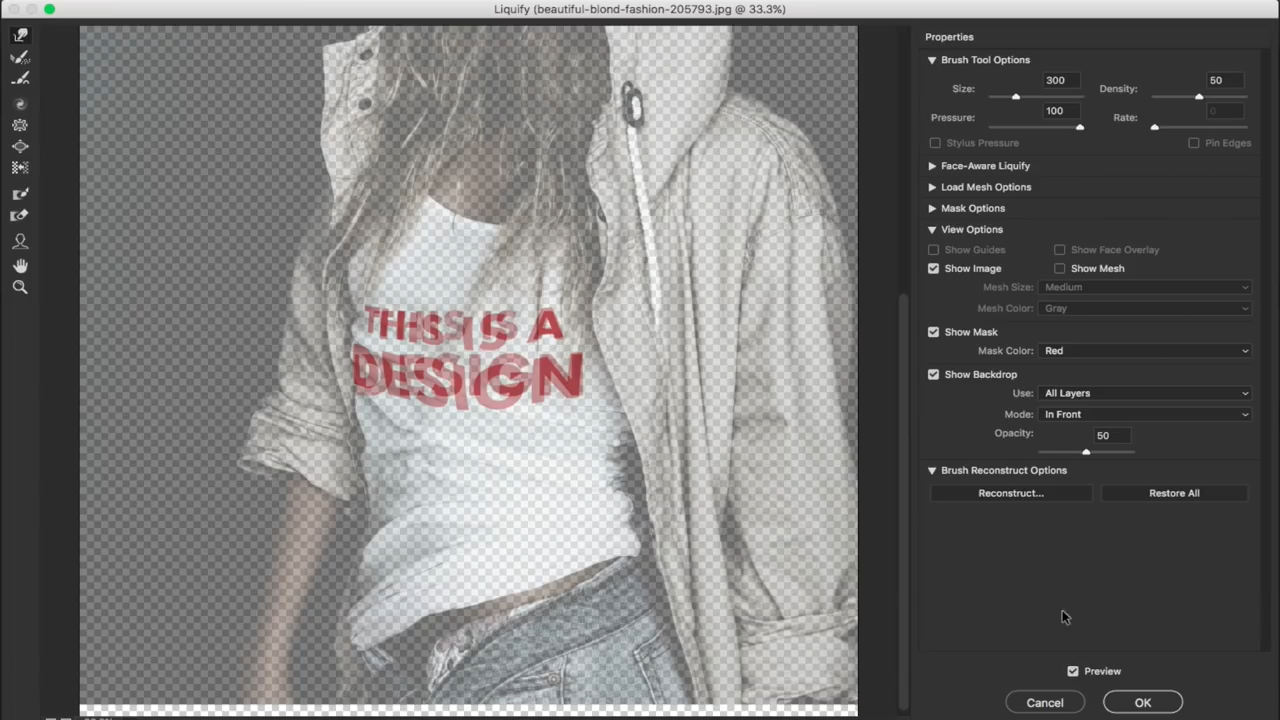 Liquify (beautiful-blond-fashion-205793.jpg @ 33.3%)
Properties
Brush Tool Options
Size: 300 Density: 50
Pressure: 100 Rate: 0
Stylus Pressure Pin Edges
Face-Aware Liquify
Load Mesh Options
Mask Options
View Options
Show Guides Show Face Overlay
Show Image Show Mesh
Mesh Size: Medium
Mesh Color: Gray
Show Mask
Mask Color: Red
Show Backdrop
Use: All Layers
Mode: In Front
Opacity: 50
Brush Reconstruct Options
Reconstruct... Restore All
Preview
Cancel OK
THIS IS A
DESIGN